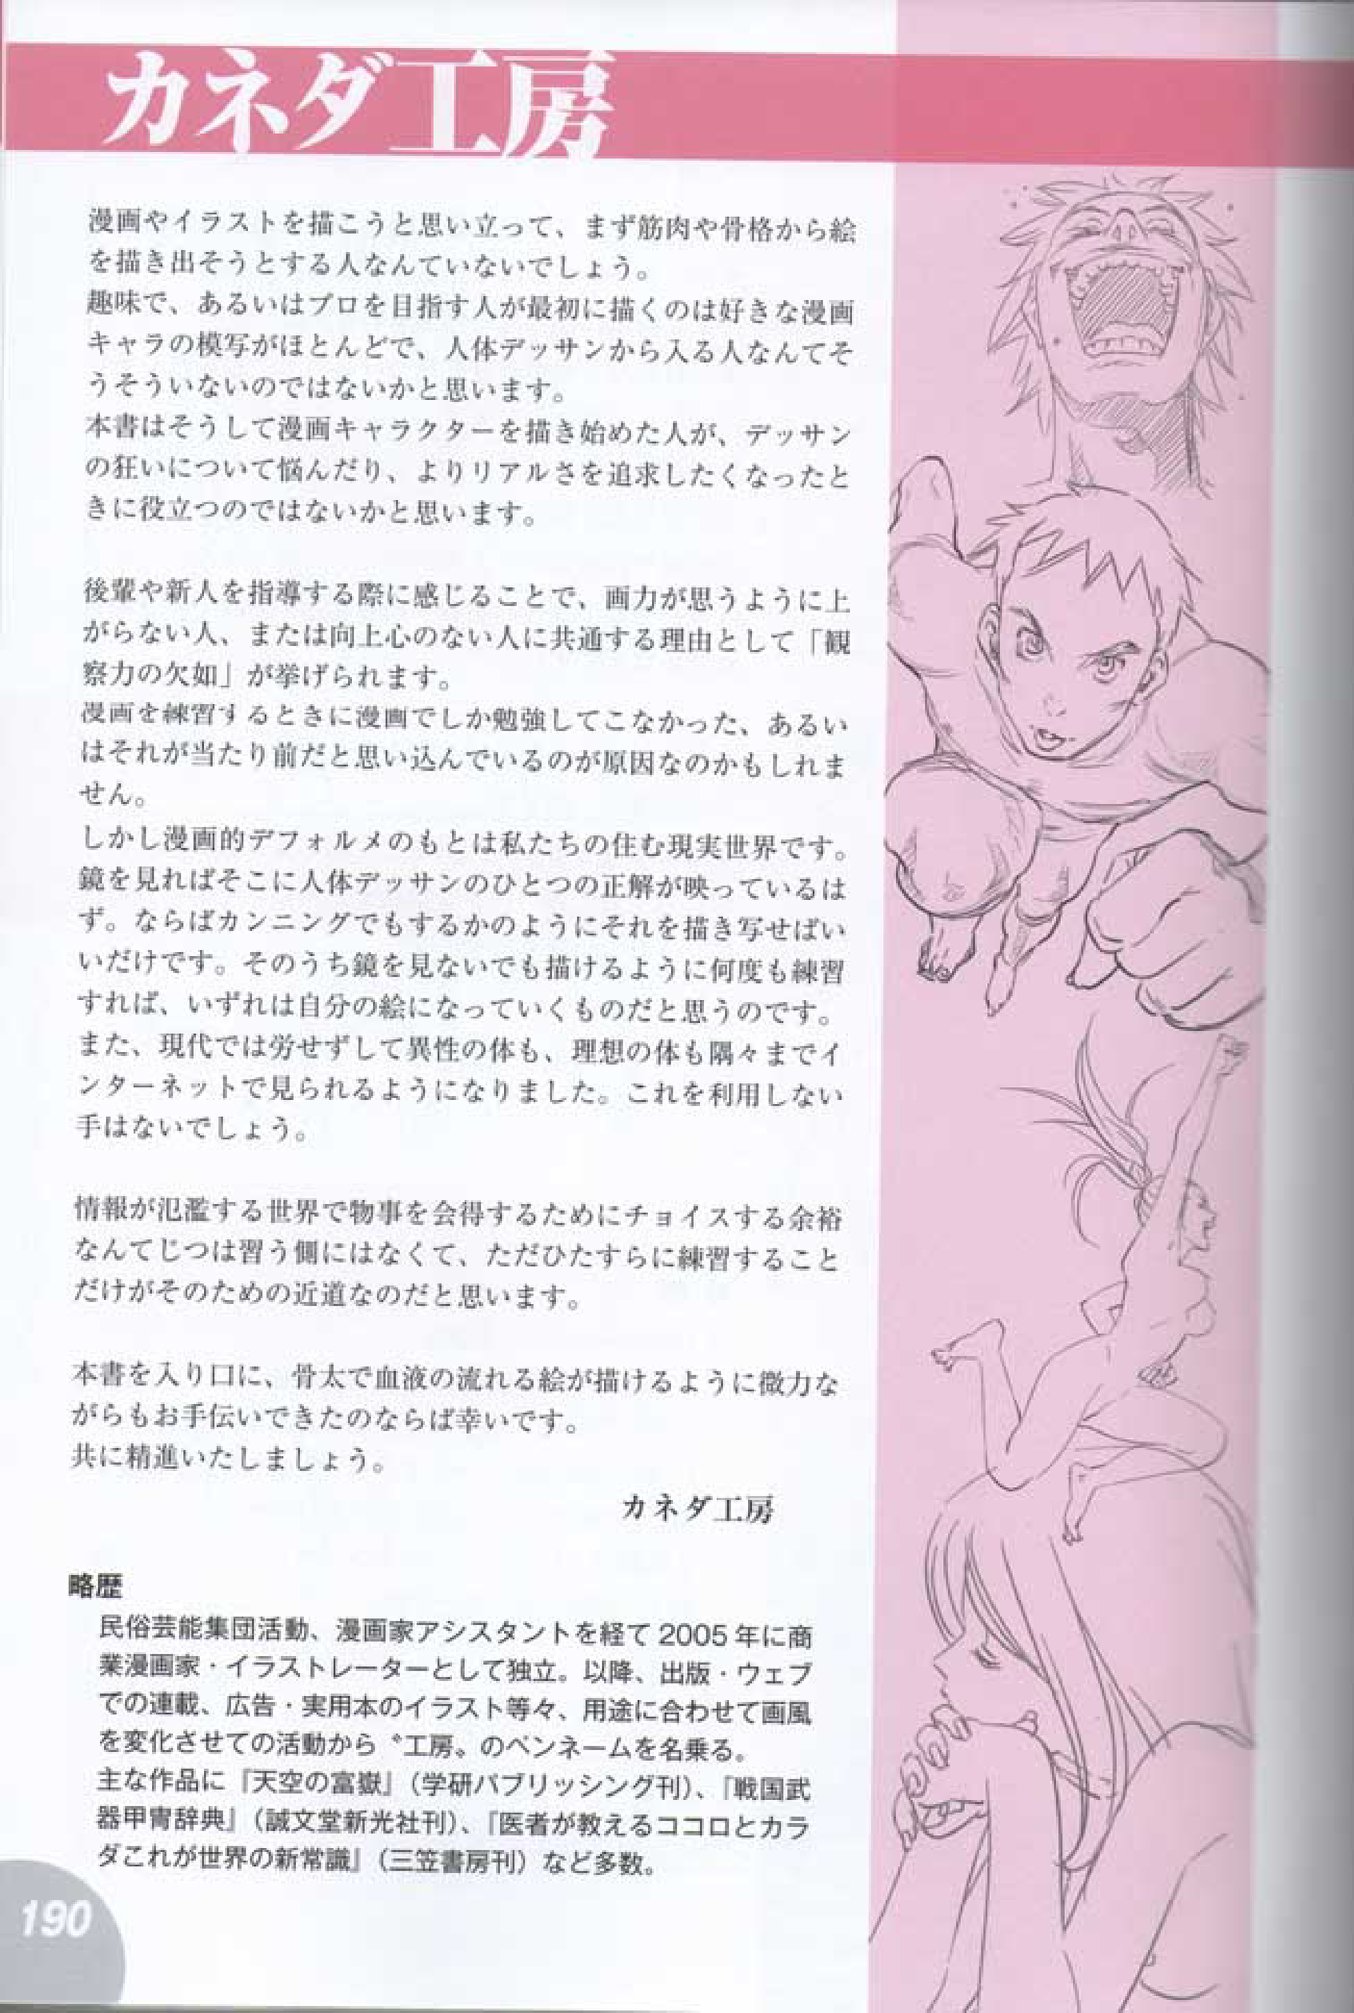 カネダ工房
漫画やイラストを描こうと思い立って、まず筋肉や骨格から絵
を描き出そうとする人なんていないでしょう。
趣味で、あるいはプロを目指す人が最初に描くのは好きな漫画
キャラの模写がほとんどで、人体デッサンから入る人なんてそ
うそういないのではないかと思います。
本書はそうして漫画キャラクターを描き始めた人が、デッサン
の狂いについて悩んだり、よりリアルさを追求したくなったと
きに役立つのではないかと思います。
後輩や新人を指導する際に感じることで、画力が思うように上
がらない人、または向上心のない人に共通する理由として「観
察力の欠如」が挙げられます。
漫画を練習するときに漫画でしか勉強してこなかった、あるい
はそれが当たり前だと思い込んでいるのが原因なのかもしれま
せん。
しかし漫画的デフォルメのもとは私たちの住む現実世界です。
鏡を見ればそこに人体デッサンのひとつの正解が映っているは
ず。ならばカンニングでもするかのようにそれを描き写せばい
いだけです。そのうち鏡を見ないでも描けるように何度も練習
すれば、いずれは自分の絵になっていくものだと思うのです。
また、現代では労せずして異性の体も、理想の体も隅々までイ
ンターネットで見られるようになりました。これを利用しない
手はないでしょう。
情報が氾濫する世界で物事を会得するためにチョイスする余裕
なんてじつは習う側にはなくて、ただひたすらに練習すること
だけがそのための近道なのだと思います。
本書を入り口に、骨太で血液の流れる絵が描けるように微力な
がらもお手伝いできたのならば幸いです。
共に精進いたしましょう。
カネダ工房
略歴
民俗芸能集団活動、漫画家アシスタントを経て 2005 年に商
業漫画家・イラストレーターとして独立。以降、出版・ウェブ
での連載、広告・実用本のイラスト等々、用途に合わせて画風
を変化させての活動から〝工房〟のペンネームを名乗る。
主な作品に『天空の富嶽』（学研パブリッシング刊）、『戦国武
器甲冑辞典』（誠文堂新光社刊）、『医者が教えるココロとカラ
ダこれが世界の新常識』（三笠書房刊）など多数。
190